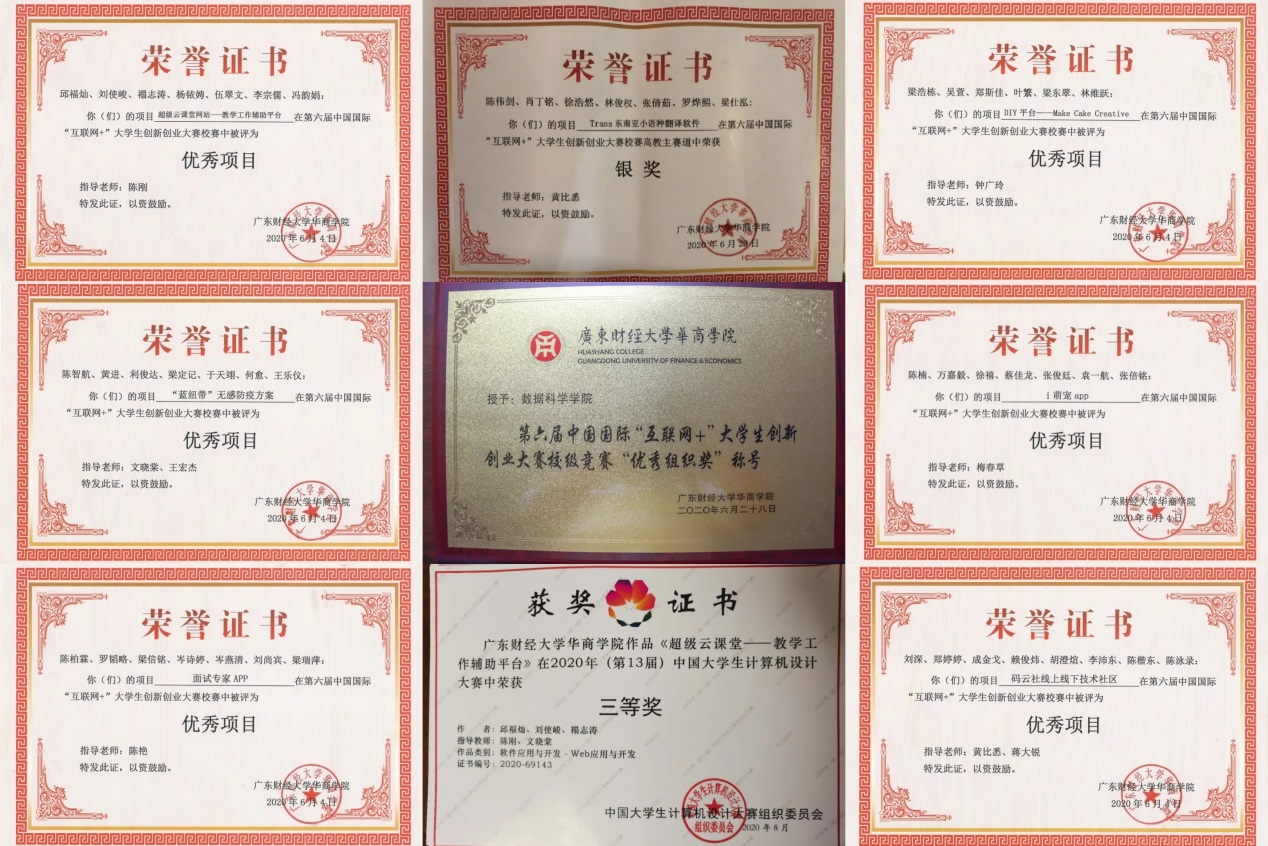 荣誉证书
邱福灿、刘使峻、禤志涛、杨依娉、伍翠文、李宗儒、冯韵娟:
你（们）的项目 超级云课堂网站---教学工作辅助平台 在第六届中国国际
“互联网+”大学生创新创业大赛校赛中被评为
优秀项目
指导老师：陈刚
特发此证，以资鼓励。
广东财经大学华商学院
2020年6月4日
荣誉证书
陈伟剑、肖丁铭、徐浩然、林俊权、张倩茹、罗烨熙、梁仕泓:
你（们）的项目 Trans东南亚小语种翻译软件 在第六届中国国际
“互联网+”大学生创新创业大赛校赛高教主赛道中荣获
银奖
指导老师：黄比悉
特发此证，以资鼓励。
广东财经大学华商学院
2020年6月29日
荣誉证书
梁浩栋、吴萱、郑斯佳、叶繁、梁东翠、林维跃:
你（们）的项目 DIY平台——Make Cake Creative 在第六届中国国际
“互联网+”大学生创新创业大赛校赛中被评为
优秀项目
指导老师：钟广玲
特发此证，以资鼓励。
广东财经大学华商学院
2020年6月4日
荣誉证书
陈智航、黄进、利俊达、梁定记、于天翊、何愈、王乐仪:
你（们）的项目 “蓝纽带”无感防疫方案 在第六届中国国际
“互联网+”大学生创新创业大赛校赛中被评为
优秀项目
指导老师：文晓棠、王宏杰
特发此证，以资鼓励。
广东财经大学华商学院
2020年6月4日
廣東财经大学華商学院
HUASHANG COLLEGE
GUANGDONG UNIVERSITY OF FINANCE & ECONOMICS
授予：数据科学学院
第六届中国国际“互联网+”大学生创新
创业大赛校级竞赛“优秀组织奖”称号
广东财经大学华商学院
二〇二〇年六月二十八日
荣誉证书
陈楠、万嘉毅、徐禧、蔡佳龙、张俊廷、袁一航、张倍铭:
你（们）的项目 i萌宠app 在第六届中国国际
“互联网+”大学生创新创业大赛校赛中被评为
优秀项目
指导老师：梅春草
特发此证，以资鼓励。
广东财经大学华商学院
2020年6月4日
荣誉证书
陈柏霖、罗韬略、梁信铭、岑诗婷、岑燕清、刘尚宾、梁瑞萍:
你（们）的项目 面试专家APP 在第六届中国国际
“互联网+”大学生创新创业大赛校赛中被评为
优秀项目
指导老师：陈艳
特发此证，以资鼓励。
广东财经大学华商学院
2020年6月4日
获奖证书
广东财经大学华商学院作品《超级云课堂——教学工
作辅助平台》在2020年（第13届）中国大学生计算机设计
大赛中荣获
三等奖
作 者：邱福灿、刘使峻、禤志涛
指导教师：陈刚、文晓棠
作品类别：软件应用与开发 - Web应用与开发
证书编号：2020-69143
中国大学生计算机设计大赛组织委员会
2020年8月
荣誉证书
刘深、郑婷婷、成金戈、赖俊炜、胡澄煊、李沛东、陈楷东、陈泳录:
你（们）的项目 码云社线上线下技术社区 在第六届中国国际
“互联网+”大学生创新创业大赛校赛中被评为
优秀项目
指导老师：黄比悉、蒋大锐
特发此证，以资鼓励。
广东财经大学华商学院
2020年6月4日